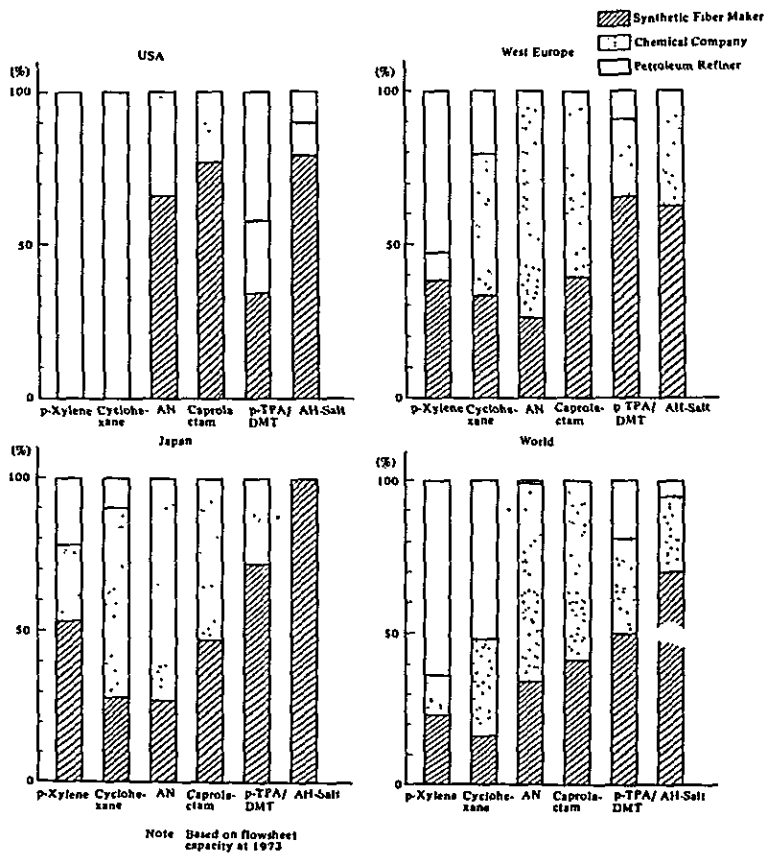 Synthetic Fiber Maker
Chemical Company
Petroleum Refiner
USA
(%)
100
50
0
p-Xylene Cyclohe-xane AN Caprola ctam p-TPA/DMT AH-Salt
West Europe
(%)
100
50
0
p-Xylene Cyclohe-xane AN Caprola-ctam p TPA/DMT AH-Salt
Japan
(%)
100
50
0
p-Xylene Cyclohe-xane AN Caprola-ctam p-TPA/DMT AH-Salt
World
(%)
100
50
0
p-Xylene Cyclohe-xane AN Caprola-ctam p-TPA/DMT AH-Salt
Note Based on flowsheet
capacity at 1973